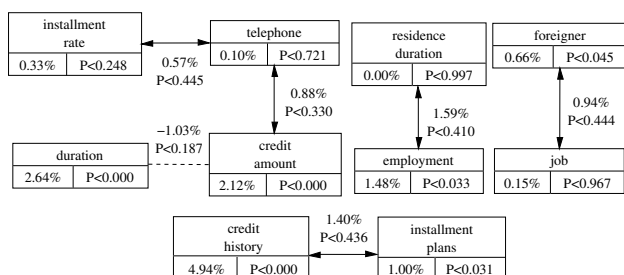 installment
rate
0.33% P<0.248
0.57%
P<0.445
telephone
0.10% P<0.721
residence
duration
0.00% P<0.997
foreigner
0.66% P<0.045
0.88%
P<0.330
1.59%
P<0.410
0.94%
P<0.444
−1.03%
P<0.187
duration
2.64% P<0.000
credit
amount
2.12% P<0.000
employment
1.48% P<0.033
job
0.15% P<0.967
credit
history
4.94% P<0.000
1.40%
P<0.436
installment
plans
1.00% P<0.031